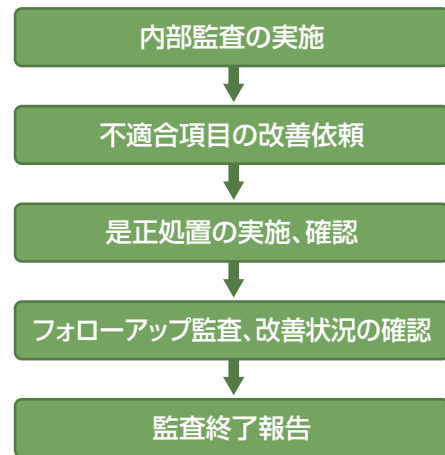 内部監査の実施
不適合項目の改善依頼
是正処置の実施、確認
フォローアップ監査、改善状況の確認
監査終了報告